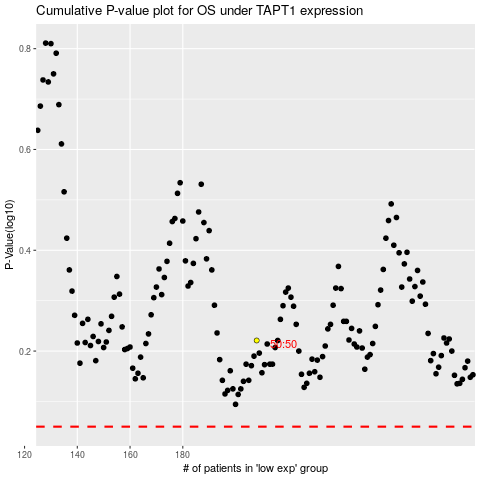 Cumulative P-value plot for OS under TAPT1 expression
P-Value(log10)
0.8
0.6
0.4
0.2
50:50
120 140 160 180
# of patients in 'low exp' group